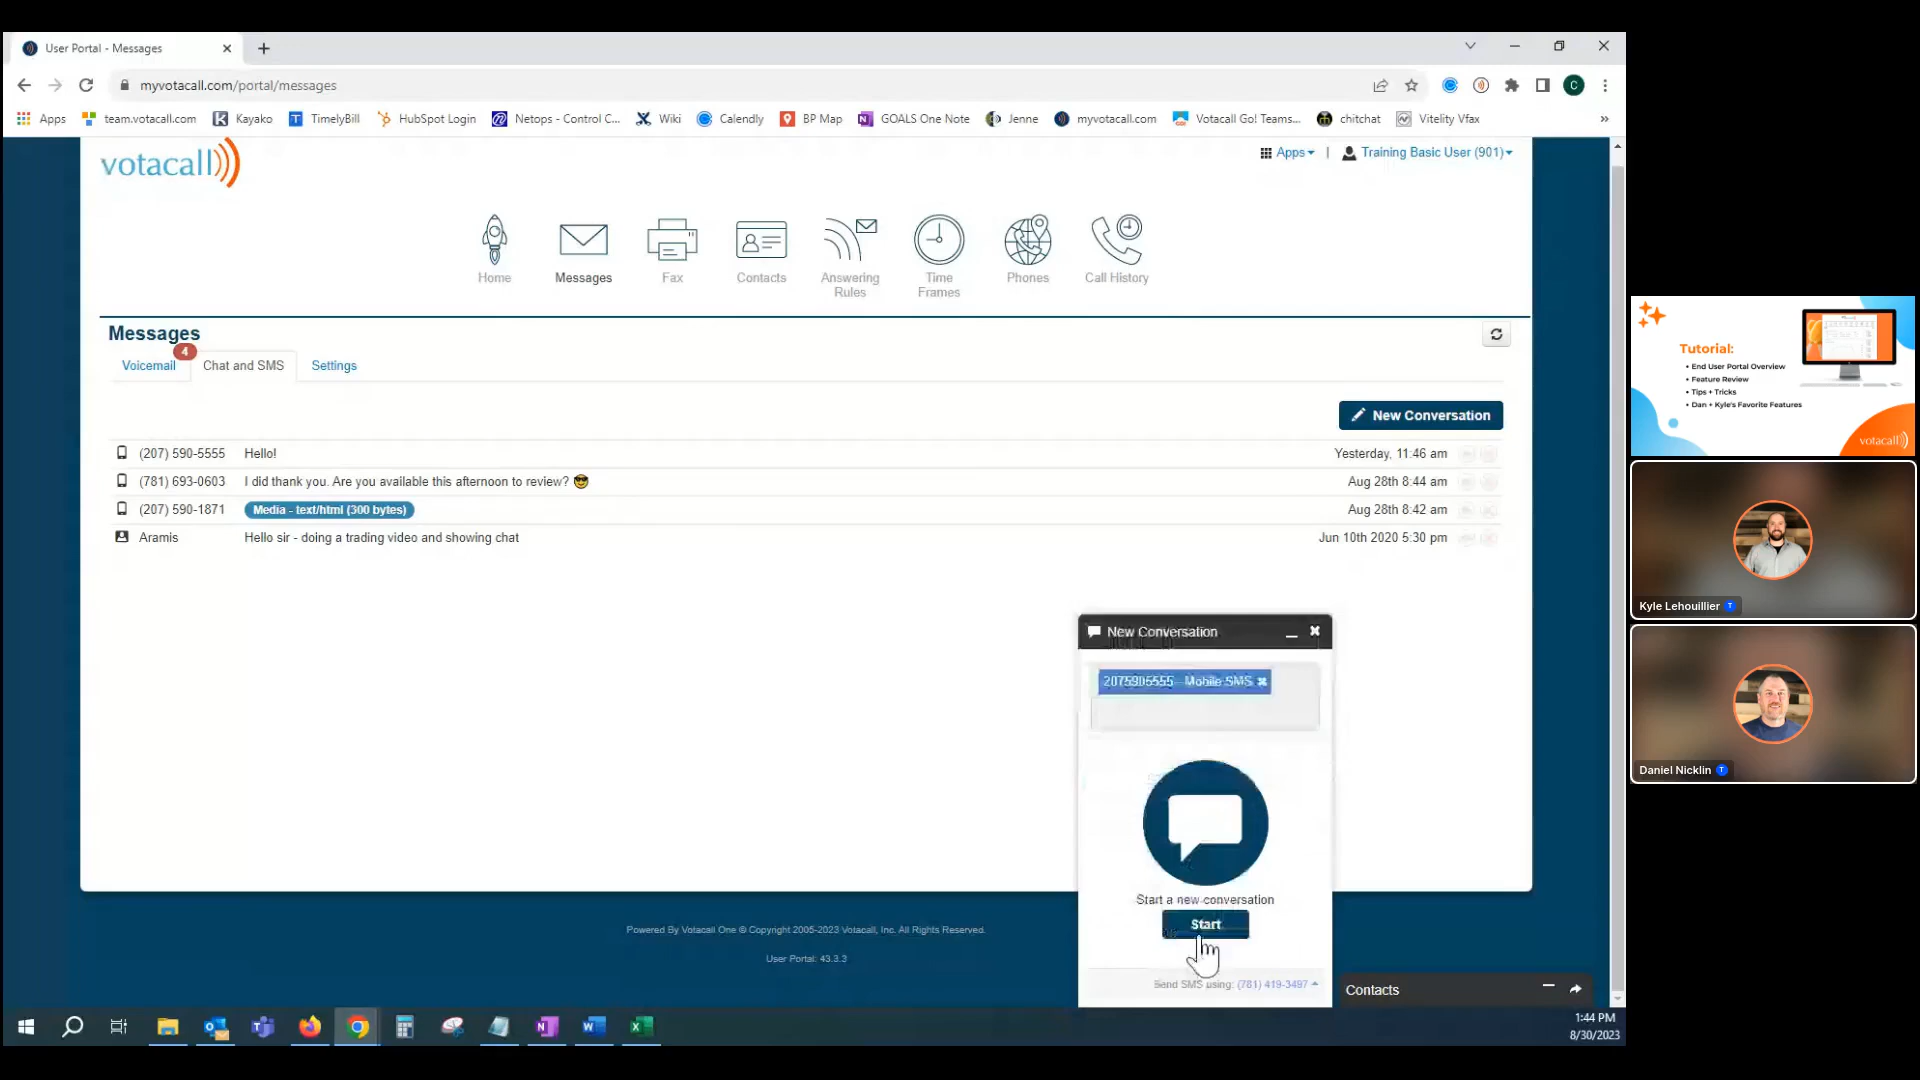 User Portal - Messages
myvotacall.com/portal/messages
C
Apps
team.votacall.com
Kayako
TimelyBill
HubSpot Login
Netops - Control C...
Wiki
Calendly
BP Map
GOALS One Note
Jenne
myvotacall.com
Votacall Go! Teams...
chitchat
Vitelity Vfax
»
votacall
Apps
|
Training Basic User (901)
Home
Messages
Fax
Contacts
Answering
Rules
Time
Frames
Phones
Call History
Messages
Voicemail
4
Chat and SMS
Settings
New Conversation
(207) 590-5555 Hello! Yesterday, 11:46 am
(781) 693-0603 I did thank you. Are you available this afternoon to review? 😎 Aug 28th 8:44 am
(207) 590-1871 Media - text/html (300 bytes) Aug 28th 8:42 am
Aramis Hello sir - doing a trading video and showing chat Jun 10th 2020 5:30 pm
New Conversation
2075905555 - Mobile SMS
Start a new conversation
Start
Send SMS using: (781) 419-3497
Contacts
Powered By Votacall One © Copyright 2005-2023 Votacall, Inc. All Rights Reserved.
User Portal: 43.3.3
1:44 PM
8/30/2023
Tutorial:
• End User Portal Overview
• Feature Review
• Tips + Tricks
• Dan + Kyle's Favorite Features
votacall
Kyle Lehouillier T
Daniel Nicklin T